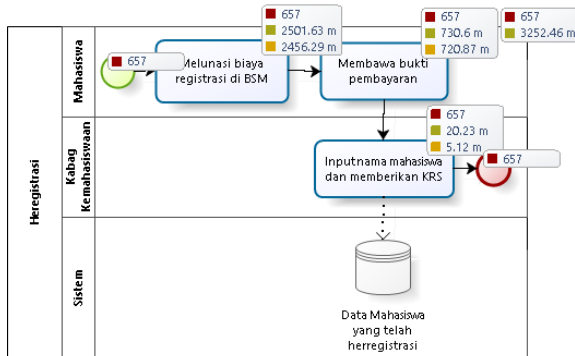 Heregistrasi
Mahasiswa
657
Melunasi biaya
registrasi di BSM
657
2501.63 m
2456.29 m
Membawa bukti
pembayaran
657
730.6 m
720.87 m
657
3252.46 m
Kabag
Kemahasiswaan
Inputnama mahasiswa
dan memberikan KRS
657
20.23 m
5.12 m
657
Sistem
Data Mahasiswa
yang telah
herregistrasi